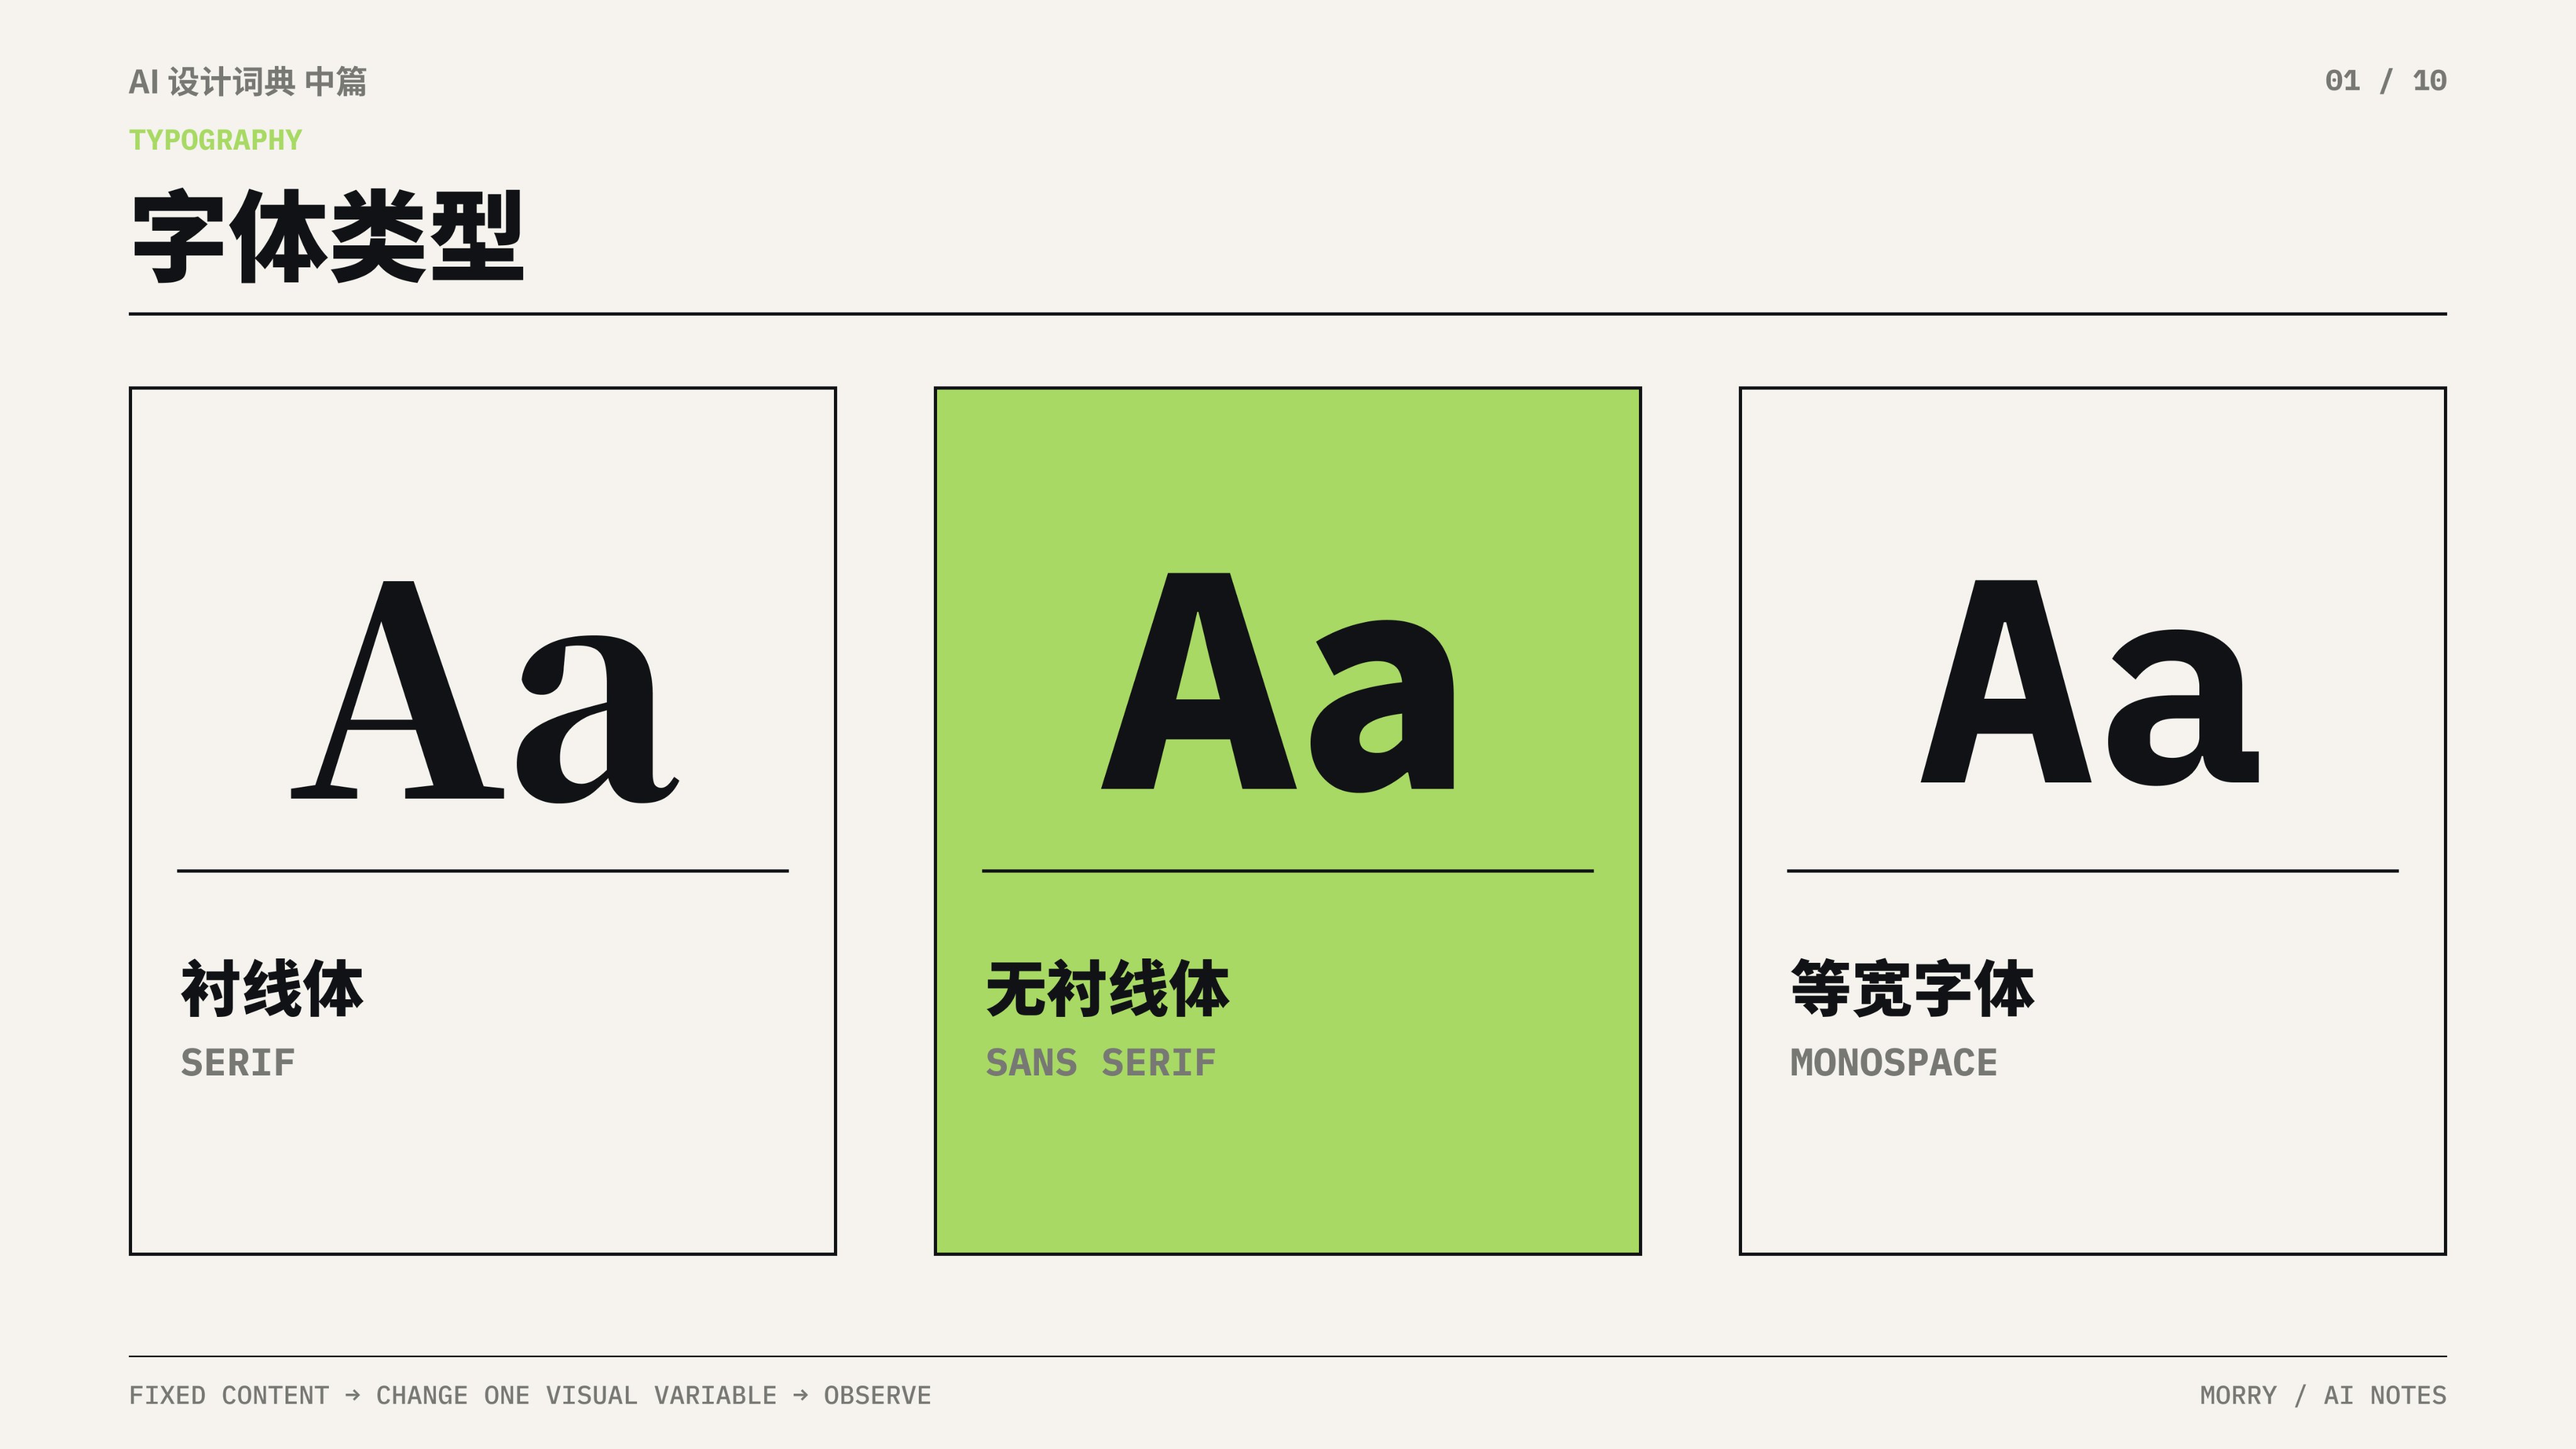 AI 设计词典 中篇
01 / 10
TYPOGRAPHY
字体类型
Aa
衬线体
SERIF
Aa
无衬线体
SANS SERIF
Aa
等宽字体
MONOSPACE
FIXED CONTENT → CHANGE ONE VISUAL VARIABLE → OBSERVE
MORRY / AI NOTES